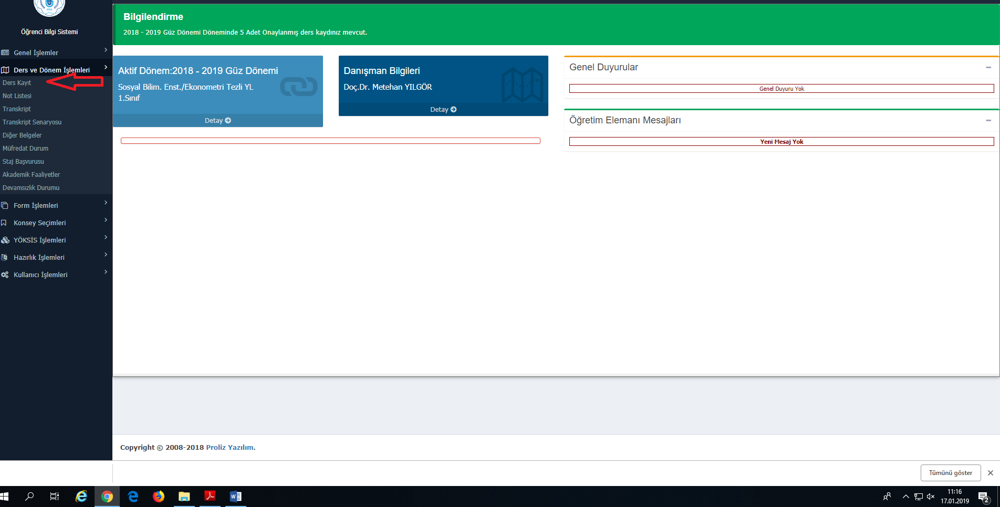 Öğrenci Bilgi Sistemi
Genel İşlemler
Ders ve Dönem İşlemleri
Ders Kayıt
Not Listesi
Transkript
Transkript Senaryosu
Diğer Belgeler
Müfredat Durum
Staj Başvurusu
Akademik Faaliyetler
Devamsızlık Durumu
Form İşlemleri
Konsey Seçimleri
YÖKSİS İşlemleri
Hazırlık İşlemleri
Kullanıcı İşlemleri
Bilgilendirme
2018 - 2019 Güz Dönemi Döneminde 5 Adet Onaylanmış ders kaydınız mevcut.
Aktif Dönem:2018 - 2019 Güz Dönemi
Sosyal Bilim. Enst./Ekonometri Tezli YL
1.Sınıf
Detay
Danışman Bilgileri
Doç.Dr. Metehan YILGÖR
Detay
Genel Duyurular
Genel Duyuru Yok
Öğretim Elemanı Mesajları
Yeni Mesaj Yok
Copyright © 2008-2018 Proliz Yazılım.
Tümünü göster
11:16
17.01.2019
2